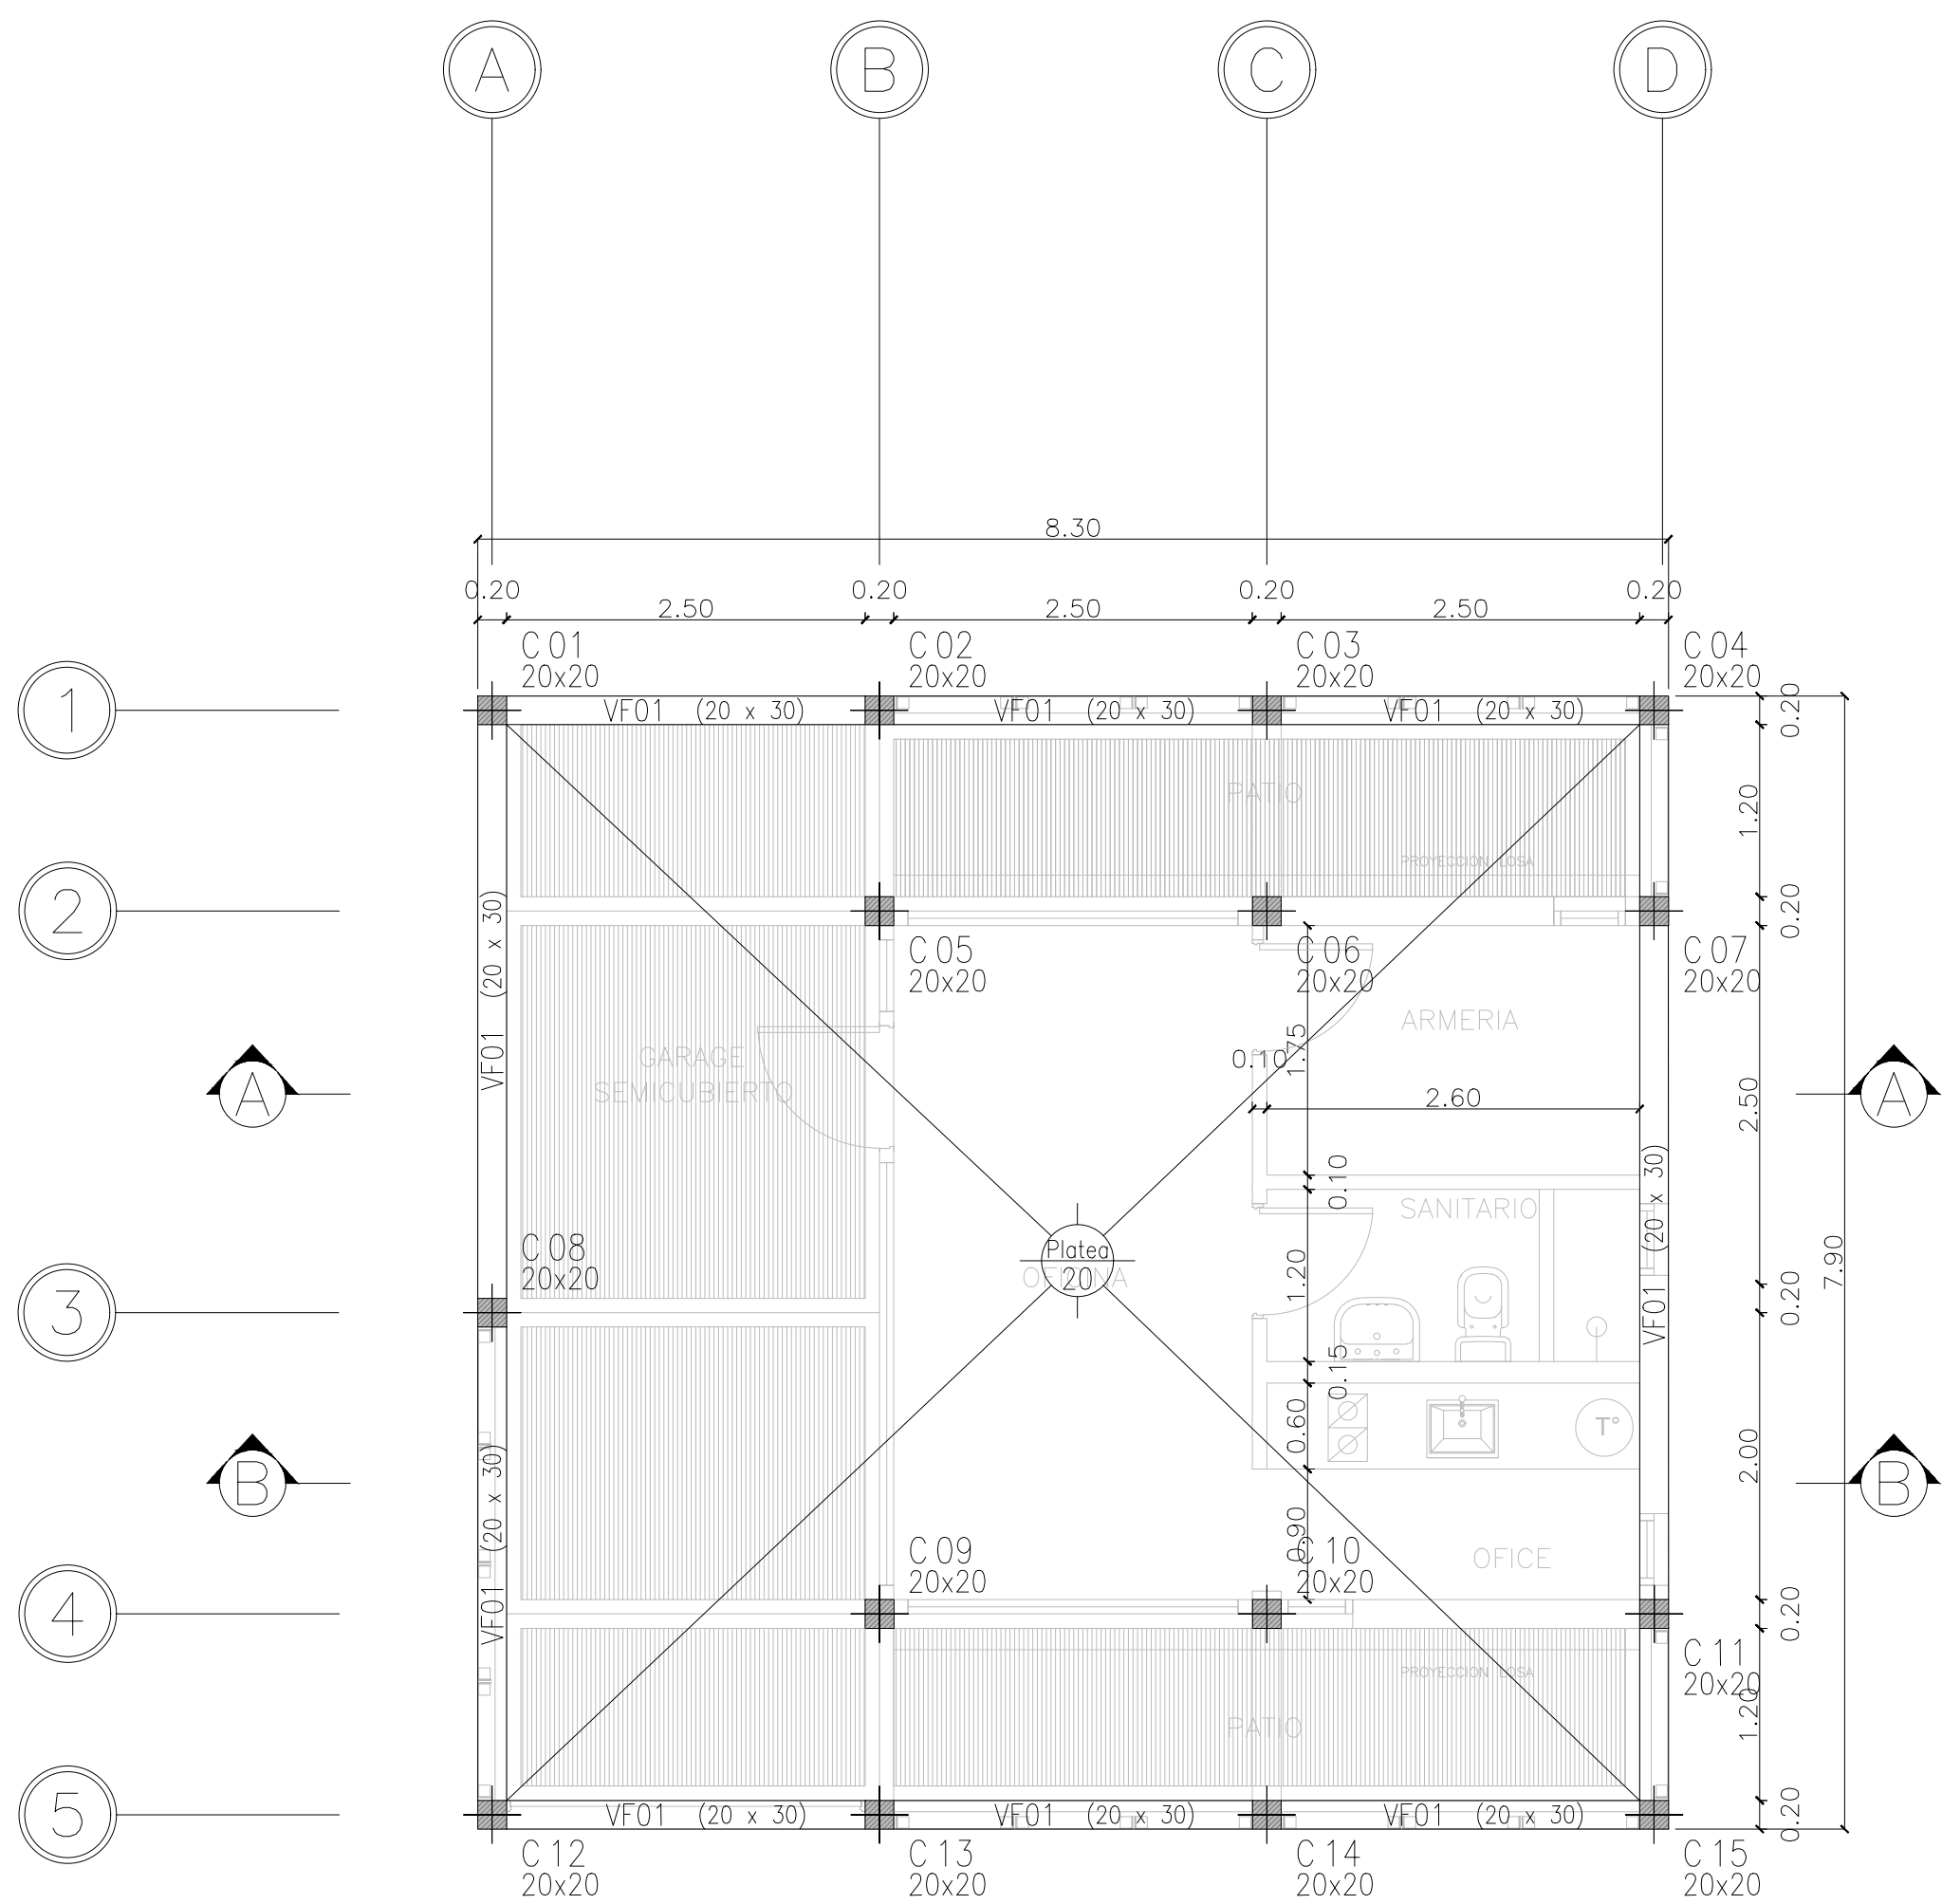 A B C D
8.30
0.20 0.20 0.20 0.20
2.50 2.50 2.50
C 01 C 02 C 03 C 04
20x20 20x20 20x20 20x20
1
VF01 (20 x 30) VF01 (20 x 30) VF01 (20 x 30)
0.20
PATIO
1.20
PROYECCION LOSA
2
0.20
VF01 (20 x 30)
C 05 C 06 C 07
20x20 20x20 20x20
ARMERIA
GARAGE
SEMICUBIERTO
0.10
1.75
2.60
A
2.50
A
0.10
SANITARIO
VF01 (20 x 30)
C 08
20x20
Platea
20
OFICINA
1.20
7.90
3
0.20
0.15
0.60
T°
B
2.00
B
VF01 (20 x 30)
0.90
C 09 C 10
20x20 20x20
OFICE
4
0.20
C 11
20x20
PROYECCION LOSA
1.20
PATIO
5
VF01 (20 x 30) VF01 (20 x 30) VF01 (20 x 30)
0.20
C 12 C 13 C 14 C 15
20x20 20x20 20x20 20x20